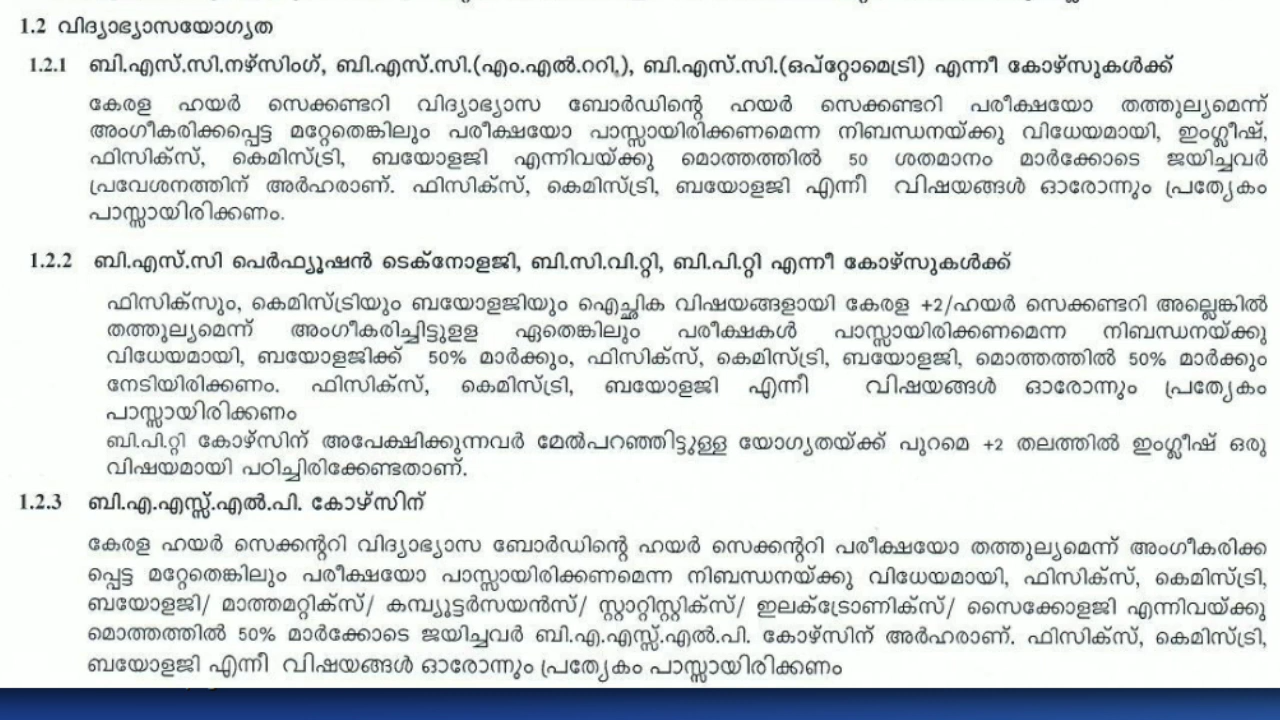 1.2 വിദ്യാഭ്യാസയോഗ്യത
1.2.1 ബി.എസ്.സി.നഴ്സിംഗ്, ബി.എസ്.സി.(എം.എൽ.ററി.), ബി.എസ്.സി.(ഒപ്റ്റോമെട്രി) എന്നീ കോഴ്സുകൾക്ക്
കേരള ഹയർ സെക്കണ്ടറി വിദ്യാഭ്യാസ ബോർഡിന്റെ ഹയർ സെക്കണ്ടറി പരീക്ഷയോ തത്തുല്യമെന്ന്
അംഗീകരിക്കപ്പെട്ട മറ്റേതെങ്കിലും പരീക്ഷയോ പാസ്സായിരിക്കണമെന്ന നിബന്ധനയ്ക്കു വിധേയമായി, ഇംഗ്ലീഷ്,
ഫിസിക്സ്, കെമിസ്ട്രി, ബയോളജി എന്നിവയ്ക്കു മൊത്തത്തിൽ 50 ശതമാനം മാർക്കോടെ ജയിച്ചവർ
പ്രവേശനത്തിന് അർഹരാണ്. ഫിസിക്സ്, കെമിസ്ട്രി, ബയോളജി എന്നീ വിഷയങ്ങൾ ഓരോന്നും പ്രത്യേകം
പാസ്സായിരിക്കണം.
1.2.2 ബി.എസ്.സി പെർഫ്യൂഷൻ ടെക്നോളജി, ബി.സി.വി.റ്റി, ബി.പി.റ്റി എന്നീ കോഴ്സുകൾക്ക്
ഫിസിക്സും, കെമിസ്ട്രിയും ബയോളജിയും ഐച്ഛിക വിഷയങ്ങളായി കേരള +2/ഹയർ സെക്കണ്ടറി അല്ലെങ്കിൽ
തത്തുല്യമെന്ന് അംഗീകരിച്ചിട്ടുളള ഏതെങ്കിലും പരീക്ഷകൾ പാസ്സായിരിക്കണമെന്ന നിബന്ധനയ്ക്കു
വിധേയമായി, ബയോളജിക്ക് 50% മാർക്കും, ഫിസിക്സ്, കെമിസ്ട്രി, ബയോളജി, മൊത്തത്തിൽ 50% മാർക്കും
നേടിയിരിക്കണം. ഫിസിക്സ്, കെമിസ്ട്രി, ബയോളജി എന്നീ വിഷയങ്ങൾ ഓരോന്നും പ്രത്യേകം
പാസ്സായിരിക്കണം
ബി.പി.റ്റി കോഴ്സിന് അപേക്ഷിക്കുന്നവർ മേൽപറഞ്ഞിട്ടുള്ള യോഗ്യതയ്ക്ക് പുറമെ +2 തലത്തിൽ ഇംഗ്ലീഷ് ഒരു
വിഷയമായി പഠിച്ചിരിക്കേണ്ടതാണ്.
1.2.3 ബി.എ.എസ്സ്.എൽ.പി. കോഴ്സിന്
കേരള ഹയർ സെക്കന്ററി വിദ്യാഭ്യാസ ബോർഡിന്റെ ഹയർ സെക്കന്ററി പരീക്ഷയോ തത്തുല്യമെന്ന് അംഗീകരിക്ക
പ്പെട്ട മറ്റേതെങ്കിലും പരീക്ഷയോ പാസ്സായിരിക്കണമെന്ന നിബന്ധനയ്ക്കു വിധേയമായി, ഫിസിക്സ്, കെമിസ്ട്രി,
ബയോളജി/ മാത്തമറ്റിക്സ്/ കമ്പ്യൂട്ടർസയൻസ്/ സ്റ്റാറ്റിസ്റ്റിക്സ്/ ഇലക്ട്രോണിക്സ്/ സൈക്കോളജി എന്നിവയ്ക്കു
മൊത്തത്തിൽ 50% മാർക്കോടെ ജയിച്ചവർ ബി.എ.എസ്സ്.എൽ.പി. കോഴ്സിന് അർഹരാണ്. ഫിസിക്സ്, കെമിസ്ട്രി,
ബയോളജി എന്നീ വിഷയങ്ങൾ ഓരോന്നും പ്രത്യേകം പാസ്സായിരിക്കണം